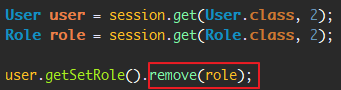 User user = session.get(User.class, 2);
Role role = session.get(Role.class, 2);
user.getSetRole().remove(role);